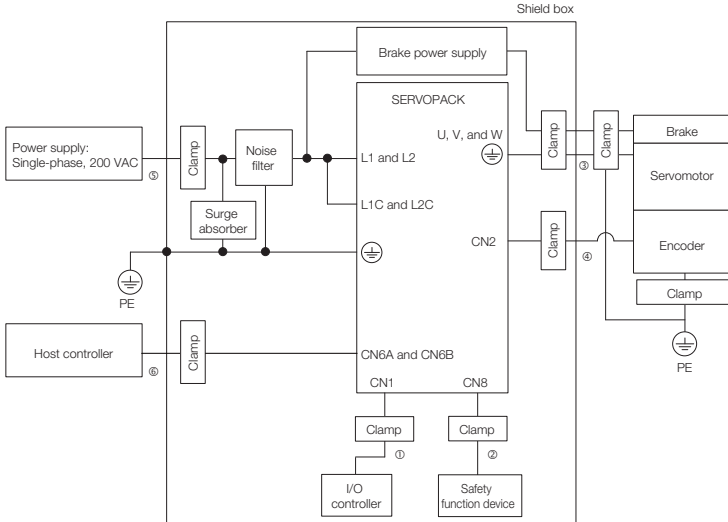 Shield box
Brake power supply
SERVOPACK
Power supply:
Single-phase, 200 VAC
⑤
Clamp
Noise
filter
L1 and L2
U, V, and W
Clamp
③
Clamp
Brake
Servomotor
Surge
absorber
L1C and L2C
CN2
Clamp
④
Encoder
Clamp
PE
PE
Host controller
⑥
Clamp
CN6A and CN6B
CN1
CN8
Clamp
Clamp
①
②
I/O
controller
Safety
function device